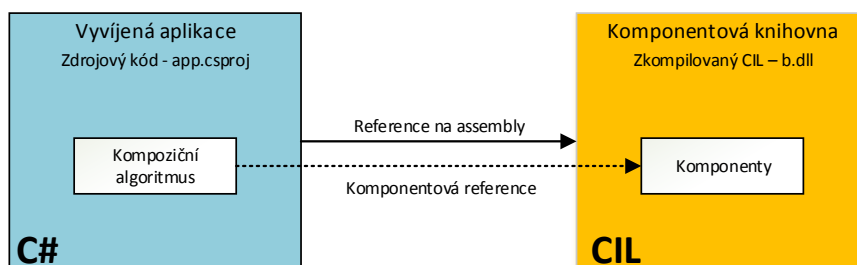 Vyvíjená aplikace
Zdrojový kód - app.csproj
Kompoziční
algoritmus
C#
Reference na assembly
Komponentová reference
Komponentová knihovna
Zkompilovaný CIL – b.dll
Komponenty
CIL